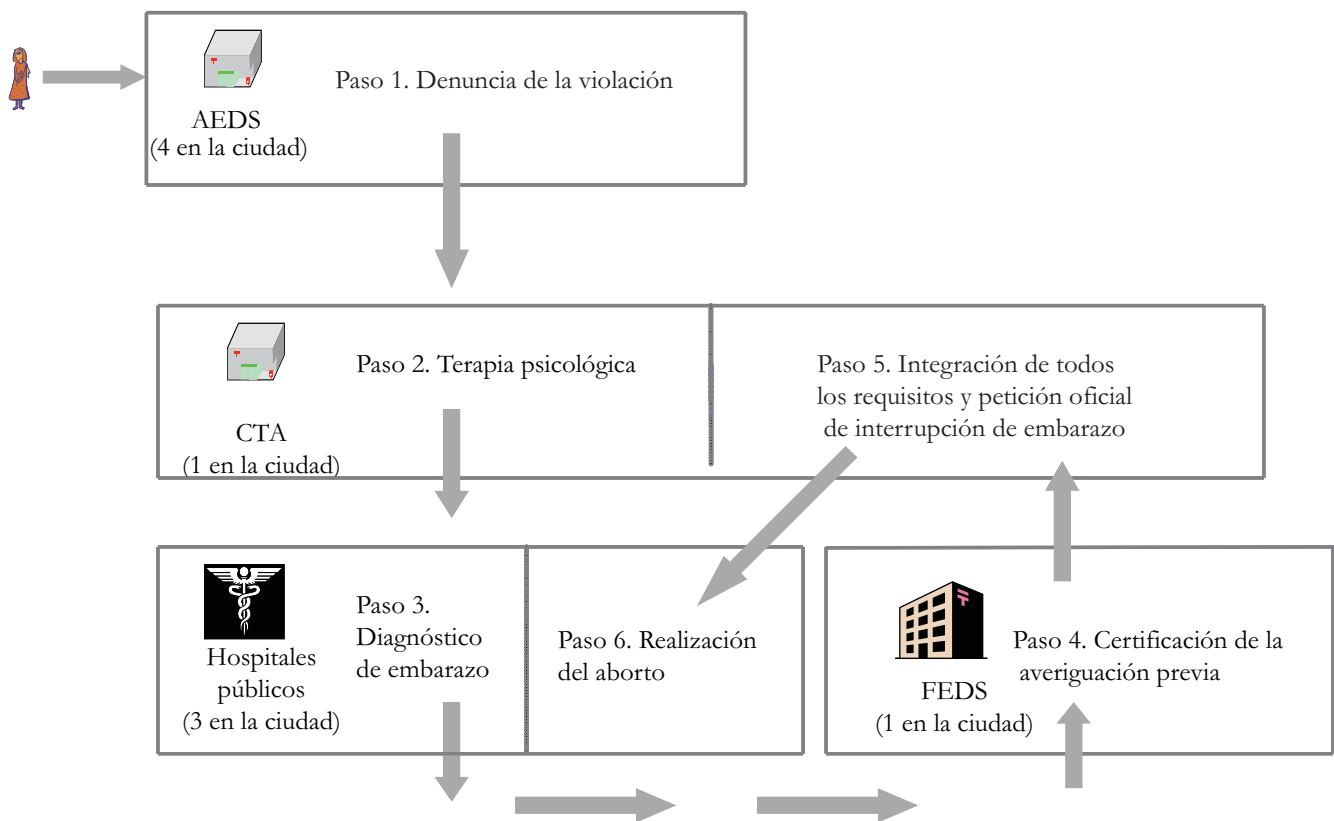 Paso 1. Denuncia de la violación
AEDS
(4 en la ciudad)
Paso 2. Terapia psicológica
CTA
(1 en la ciudad)
Paso 5. Integración de todos
los requisitos y petición oficial
de interrupción de embarazo
Paso 3.
Diagnóstico
de embarazo
Hospitales
públicos
(3 en la ciudad)
Paso 6. Realización
del aborto
Paso 4. Certificación de la
averiguación previa
FEDS
(1 en la ciudad)